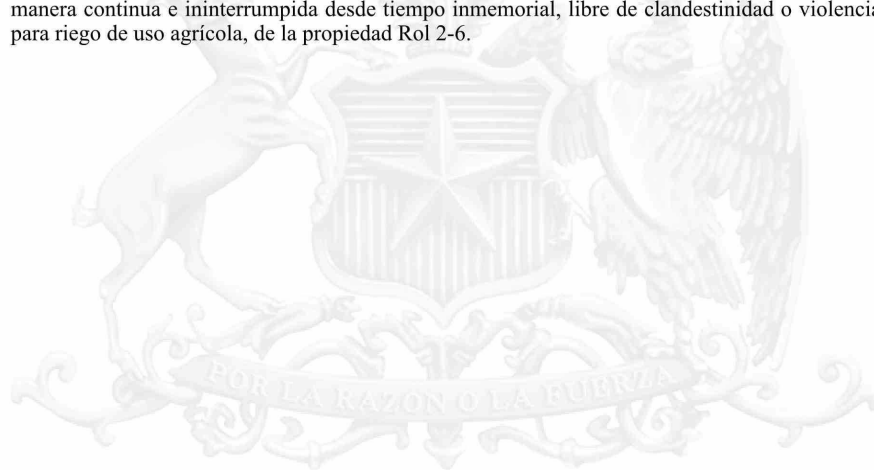 manera continua e ininterrumpida desde tiempo inmemorial, libre de clandestinidad o violencia
para riego de uso agrícola, de la propiedad Rol 2-6.
POR LA RAZÓN O LA FUERZA